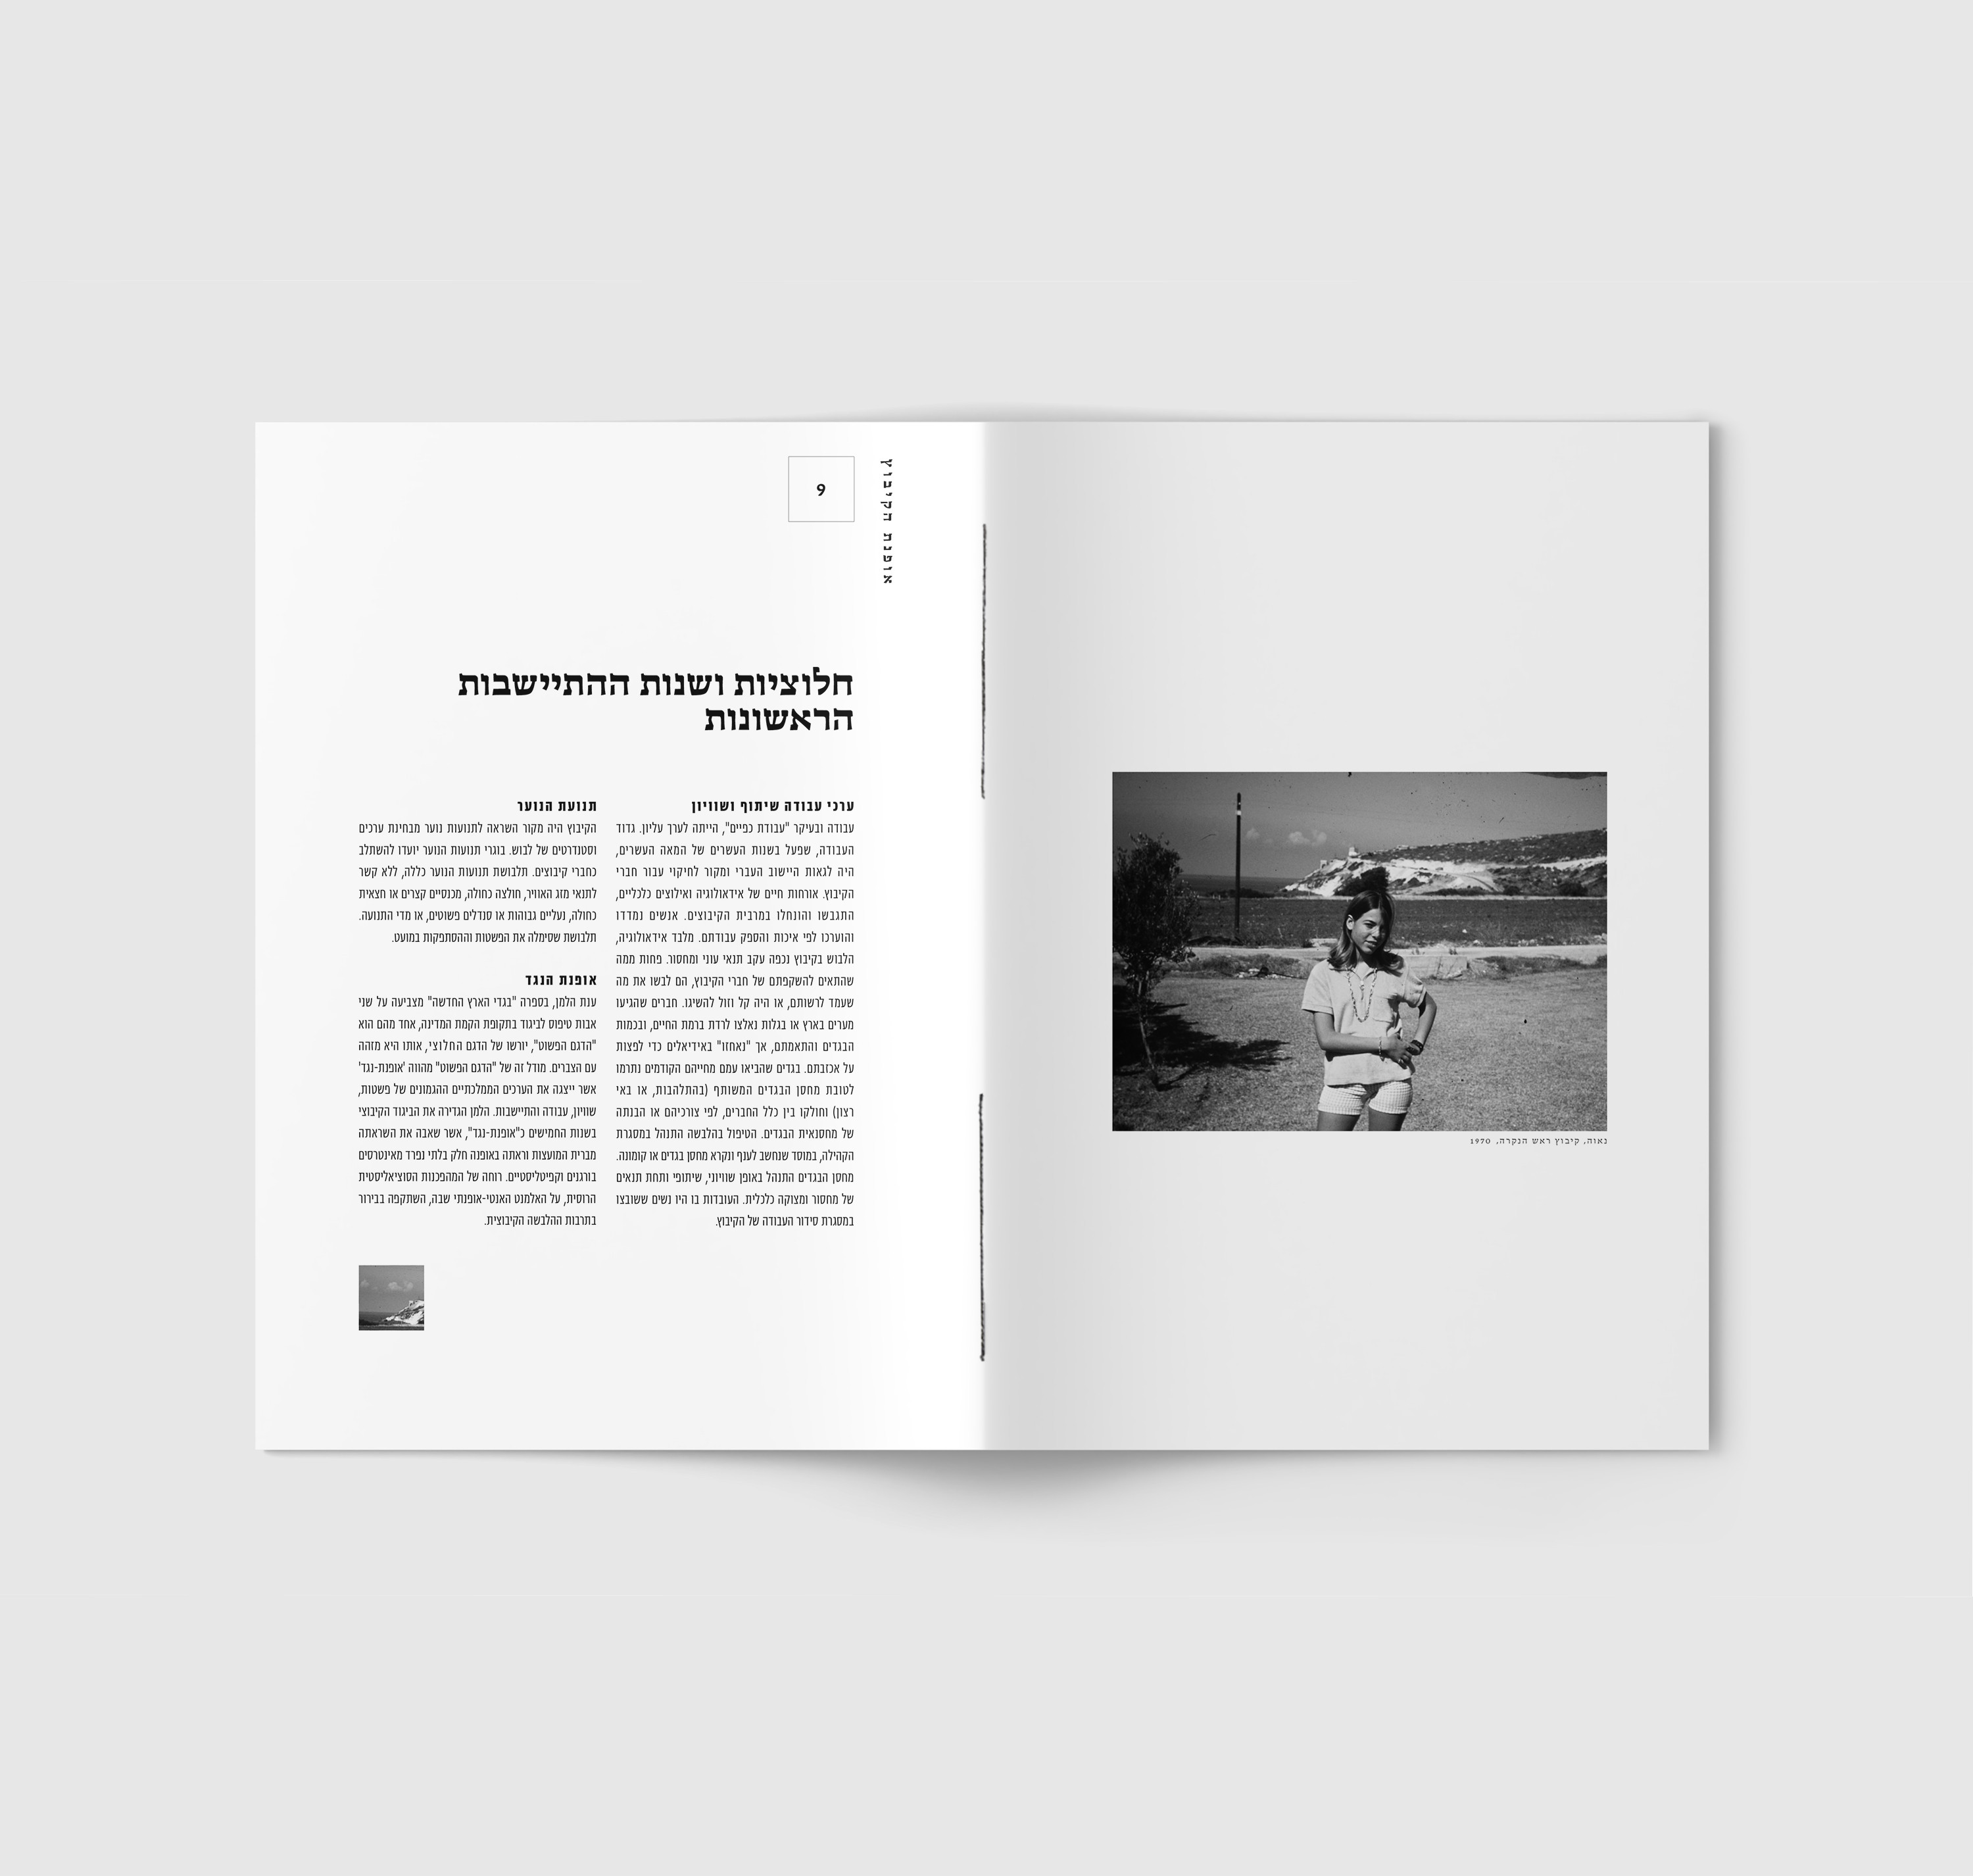 נאוה, קיבוץ ראש הנקרה, 1970
אופנת הקיבוץ
9
חלוציות ושנות ההתיישבות
הראשונות
ערכי עבודה שיתוף ושוויון
עבודה ובעיקר "עבודת כפיים", הייתה לערך עליון. גדוד
העבודה, שפעל בשנות העשרים של המאה העשרים,
היה לגאות היישוב העברי ומקור לחיקוי עבור חברי
הקיבוץ. אורחות חיים של אידאולוגיה ואילוצים כלכליים,
התגבשו והונחלו במרבית הקיבוצים. אנשים נמדדו
והוערכו לפי איכות והספק עבודתם. מלבד אידאולוגיה,
הלבוש בקיבוץ נכפה עקב תנאי עוני ומחסור. פחות ממה
שהתאים להשקפתם של חברי הקיבוץ, הם לבשו את מה
שעמד לרשותם, או היה קל וזול להשיגו. חברים שהגיעו
מערים בארץ או בגלות נאלצו לרדת ברמת החיים, ובכמות
הבגדים והתאמתם, אך "נאחזו" באידיאלים כדי לפצות
על אכזבתם. בגדים שהביאו עמם מחייהם הקודמים נתרמו
לטובת מחסן הבגדים המשותף (בהתלהבות, או באי
רצון) וחולקו בין כלל החברים, לפי צורכיהם או הבנתה
של מחסנאית הבגדים. הטיפול בהלבשה התנהל במסגרת
הקהילה, במוסד שנחשב לענף ונקרא מחסן בגדים או קומונה.
מחסן הבגדים התנהל באופן שוויוני, שיתופי ותחת תנאים
של מחסור ומצוקה כלכלית. העובדות בו היו נשים ששובצו
במסגרת סידור העבודה של הקיבוץ.
תנועת הנוער
הקיבוץ היה מקור השראה לתנועות נוער מבחינת ערכים
וסטנדרטים של לבוש. בוגרי תנועות הנוער יועדו להשתלב
כחברי קיבוצים. תלבושת תנועות הנוער כללה, ללא קשר
לתנאי מזג האוויר, חולצה כחולה, מכנסיים קצרים או חצאית
כחולה, נעליים גבוהות או סנדלים פשוטים, או מדי התנועה.
תלבושת שסימלה את הפשטות וההסתפקות במועט.
אופנת הנגד
ענת הלמן, בספרה "בגדי הארץ החדשה" מצביעה על שני
אבות טיפוס לביגוד בתקופת הקמת המדינה, אחד מהם הוא
"הדגם הפשוט", יורשו של הדגם החלוצי, אותו היא מזהה
עם הצברים. מודל זה של "הדגם הפשוט" מהווה 'אופנת-נגד'
אשר ייצגה את הערכים הממלכתיים ההגמונים של פשטות,
שוויון, עבודה והתיישבות. הלמן הגדירה את הביגוד הקיבוצי
בשנות החמישים כ"אופנת-נגד", אשר שאבה את השראתה
מברית המועצות וראתה באופנה חלק בלתי נפרד מאינטרסים
בורגנים וקפיטליסטיים. רוחה של המהפכנות הסוציאליסטית
הרוסית, על האלמנט האנטי-אופנתי שבה, השתקפה בבירור
בתרבות ההלבשה הקיבוצית.